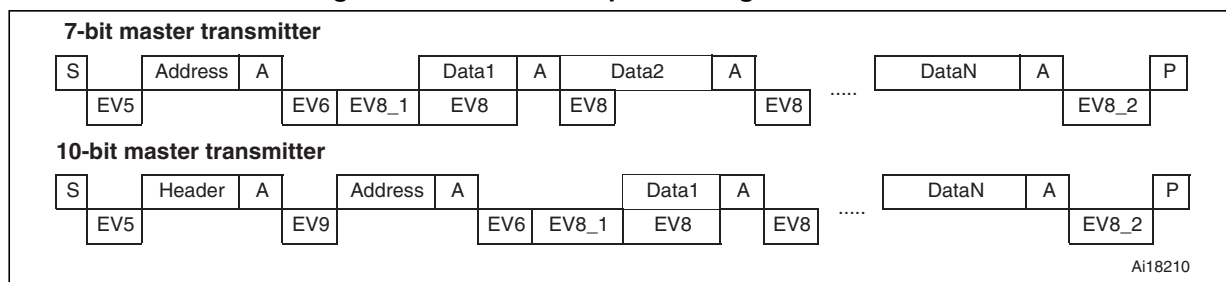 7-bit master transmitter
S Address A Data1 A Data2 A ..... DataN A P
EV5 EV6 EV8_1 EV8 EV8 EV8 EV8_2
10-bit master transmitter
S Header A Address A Data1 A ..... DataN A P
EV5 EV9 EV6 EV8_1 EV8 EV8 EV8_2
Ai18210